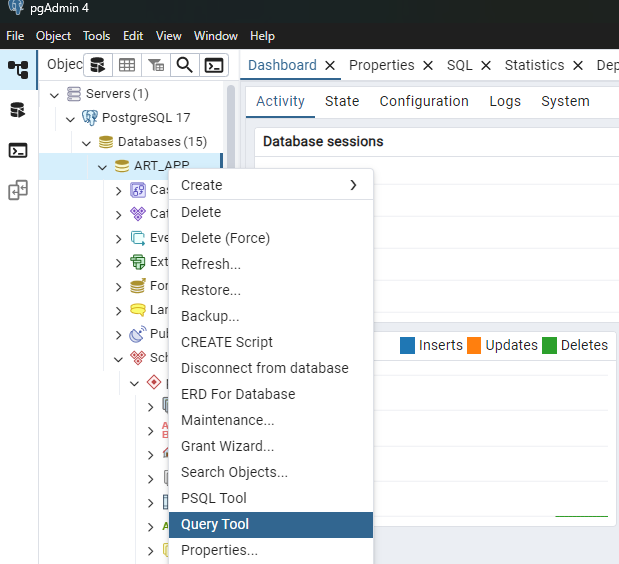 pgAdmin 4
File Object Tools Edit View Window Help
Objec
Dashboard Properties SQL Statistics Dep
Servers (1)
Activity State Configuration Logs System
PostgreSQL 17
Databases (15)
Database sessions
ART_APP
Create
Cas
Delete
Cat
Delete (Force)
Eve
Refresh...
Ext
Restore...
For
Backup...
Lan
CREATE Script
Pub
Inserts Updates Deletes
Sch
Disconnect from database
ERD For Database
Maintenance...
Grant Wizard...
Search Objects...
PSQL Tool
Query Tool
Properties...